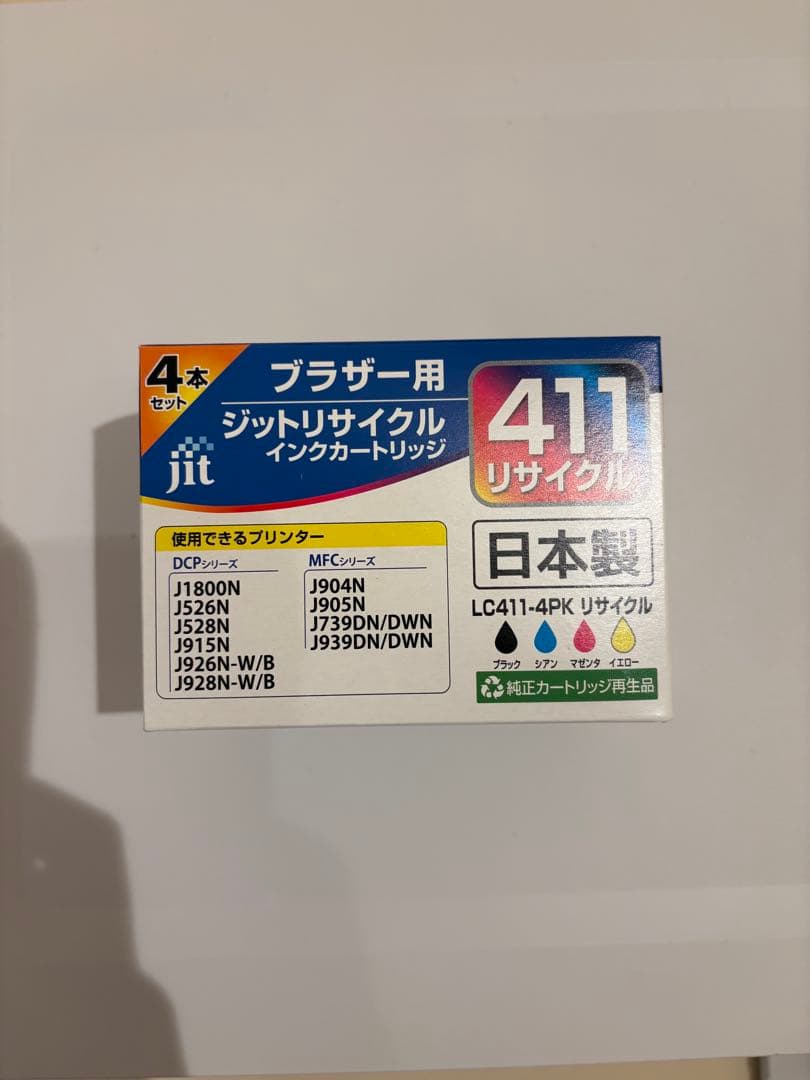 4本
セット
jit
ブラザー用
ジットリサイクル
インクカートリッジ
411
リサイクル
使用できるプリンター
DCPシリーズ
J1800N
J526N
J528N
J915N
J926N-W/B
J928N-W/B
MFCシリーズ
J904N
J905N
J739DN/DWN
J939DN/DWN
日本製
LC411-4PK リサイクル
ブラック シアン マゼンタ イエロー
純正カートリッジ再生品